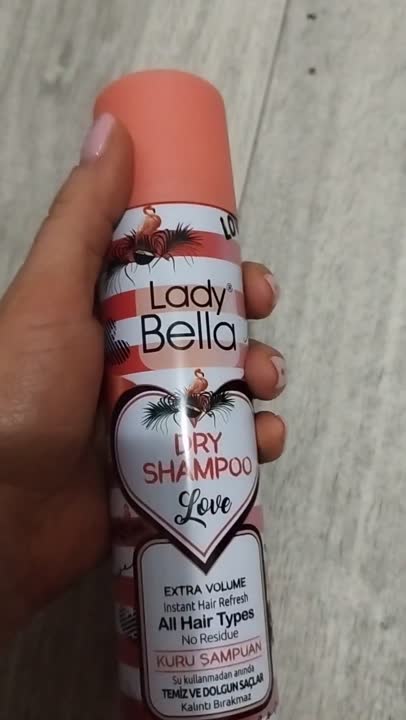 Lady®
Bella
DRY
SHAMPOO
Love
EXTRA VOLUME
Instant Hair Refresh
All Hair Types
No Residue
KURU ŞAMPUAN
Su kullanmadan anında
TEMİZ VE DOLGUN SAÇLAR
Kalıntı Bırakmaz